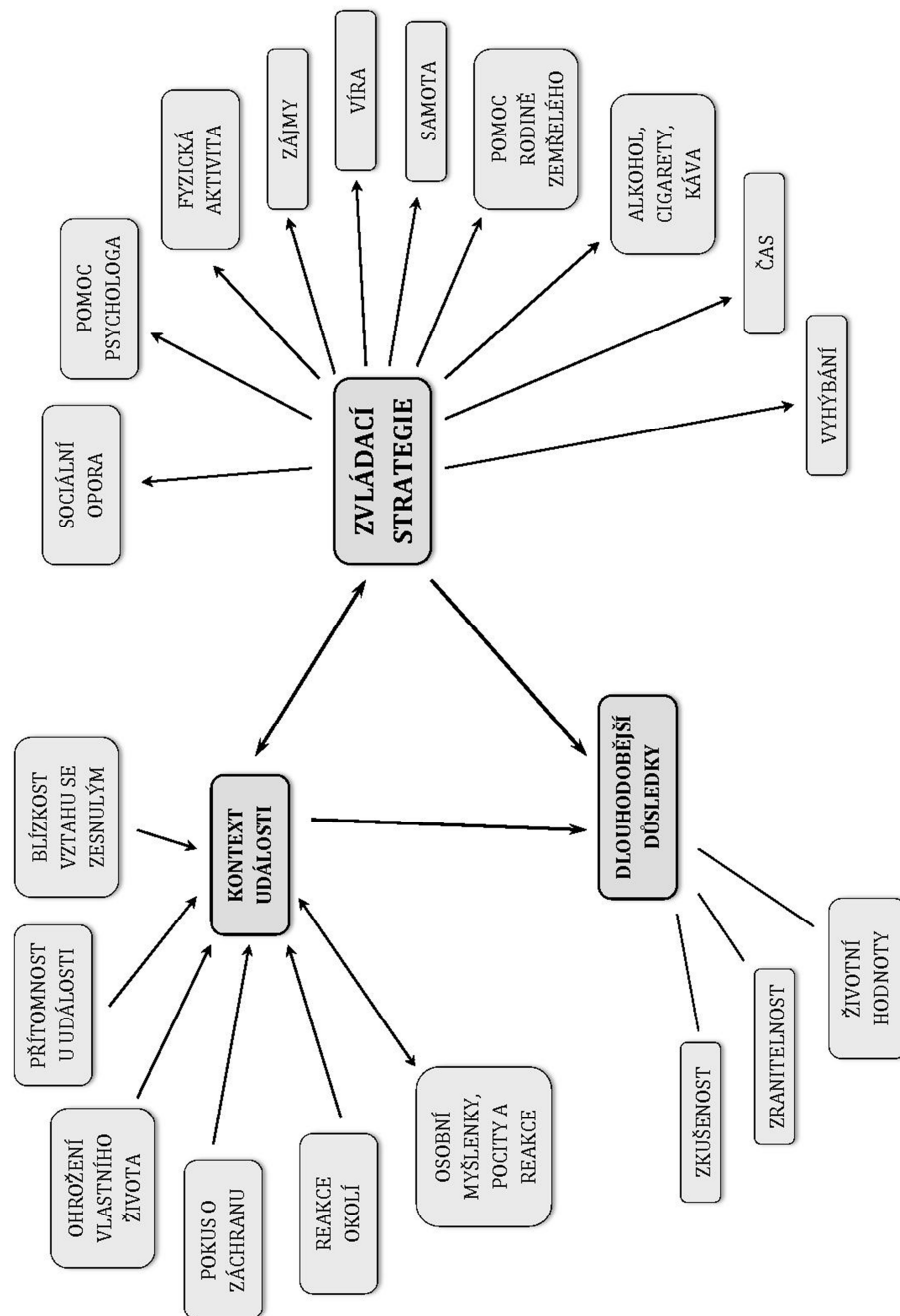 BLÍZKOST
VZTAHU SE
ZESNULÝM
PŘÍTOMNOST
U UDÁLOSTI
OHROŽENÍ
VLASTNÍHO
ŽIVOTA
POKUS O
ZÁCHRANU
REAKCE
OKOLÍ
OSOBNÍ
MYŠLENKY,
POCITY A
REAKCE
KONTEXT
UDÁLOSTI
SOCIÁLNÍ
OPORA
POMOC
PSYCHOLOGA
FYZICKÁ
AKTIVITA
ZÁJMY
VÍRA
SAMOTA
POMOC
RODINĚ
ZEMŘELÉHO
ALKOHOL,
CIGARETY,
KÁVA
ČAS
VYHÝBÁNÍ
ZVLÁDACÍ
STRATEGIE
DLOUHODOBĚJŠÍ
DŮSLEDKY
ZKUŠENOST
ZRANITELNOST
ŽIVOTNÍ
HODNOTY